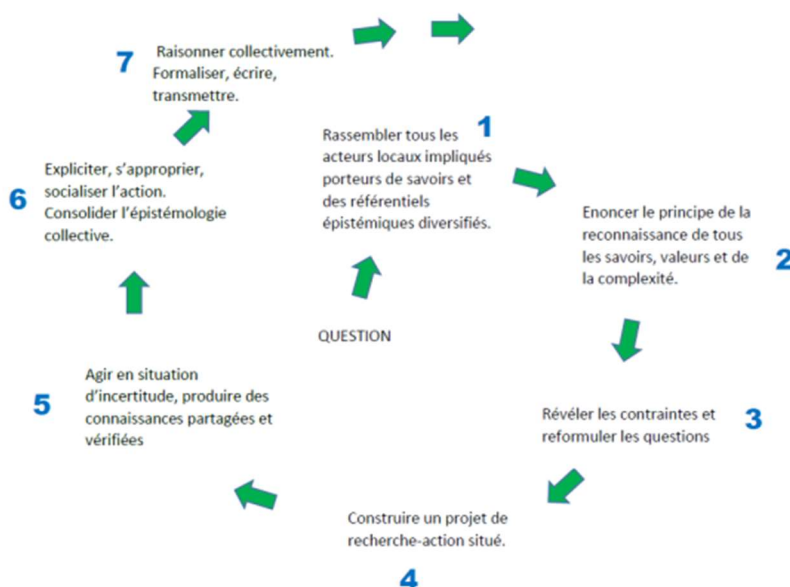 QUESTION
1
Rassembler tous les
acteurs locaux impliqués
porteurs de savoirs et
des référentiels
épistémiques diversifiés.
Enoncer le principe de la
reconnaissance de tous
les savoirs, valeurs et de
la complexité.
2
Révéler les contraintes et
reformuler les questions
3
Construire un projet de
recherche-action situé.
4
5
Agir en situation
d'incertitude, produire des
connaissances partagées et
vérifiées
6
Expliciter, s'approprier,
socialiser l'action.
Consolider l'épistémologie
collective.
7
Raisonner collectivement.
Formaliser, écrire,
transmettre.